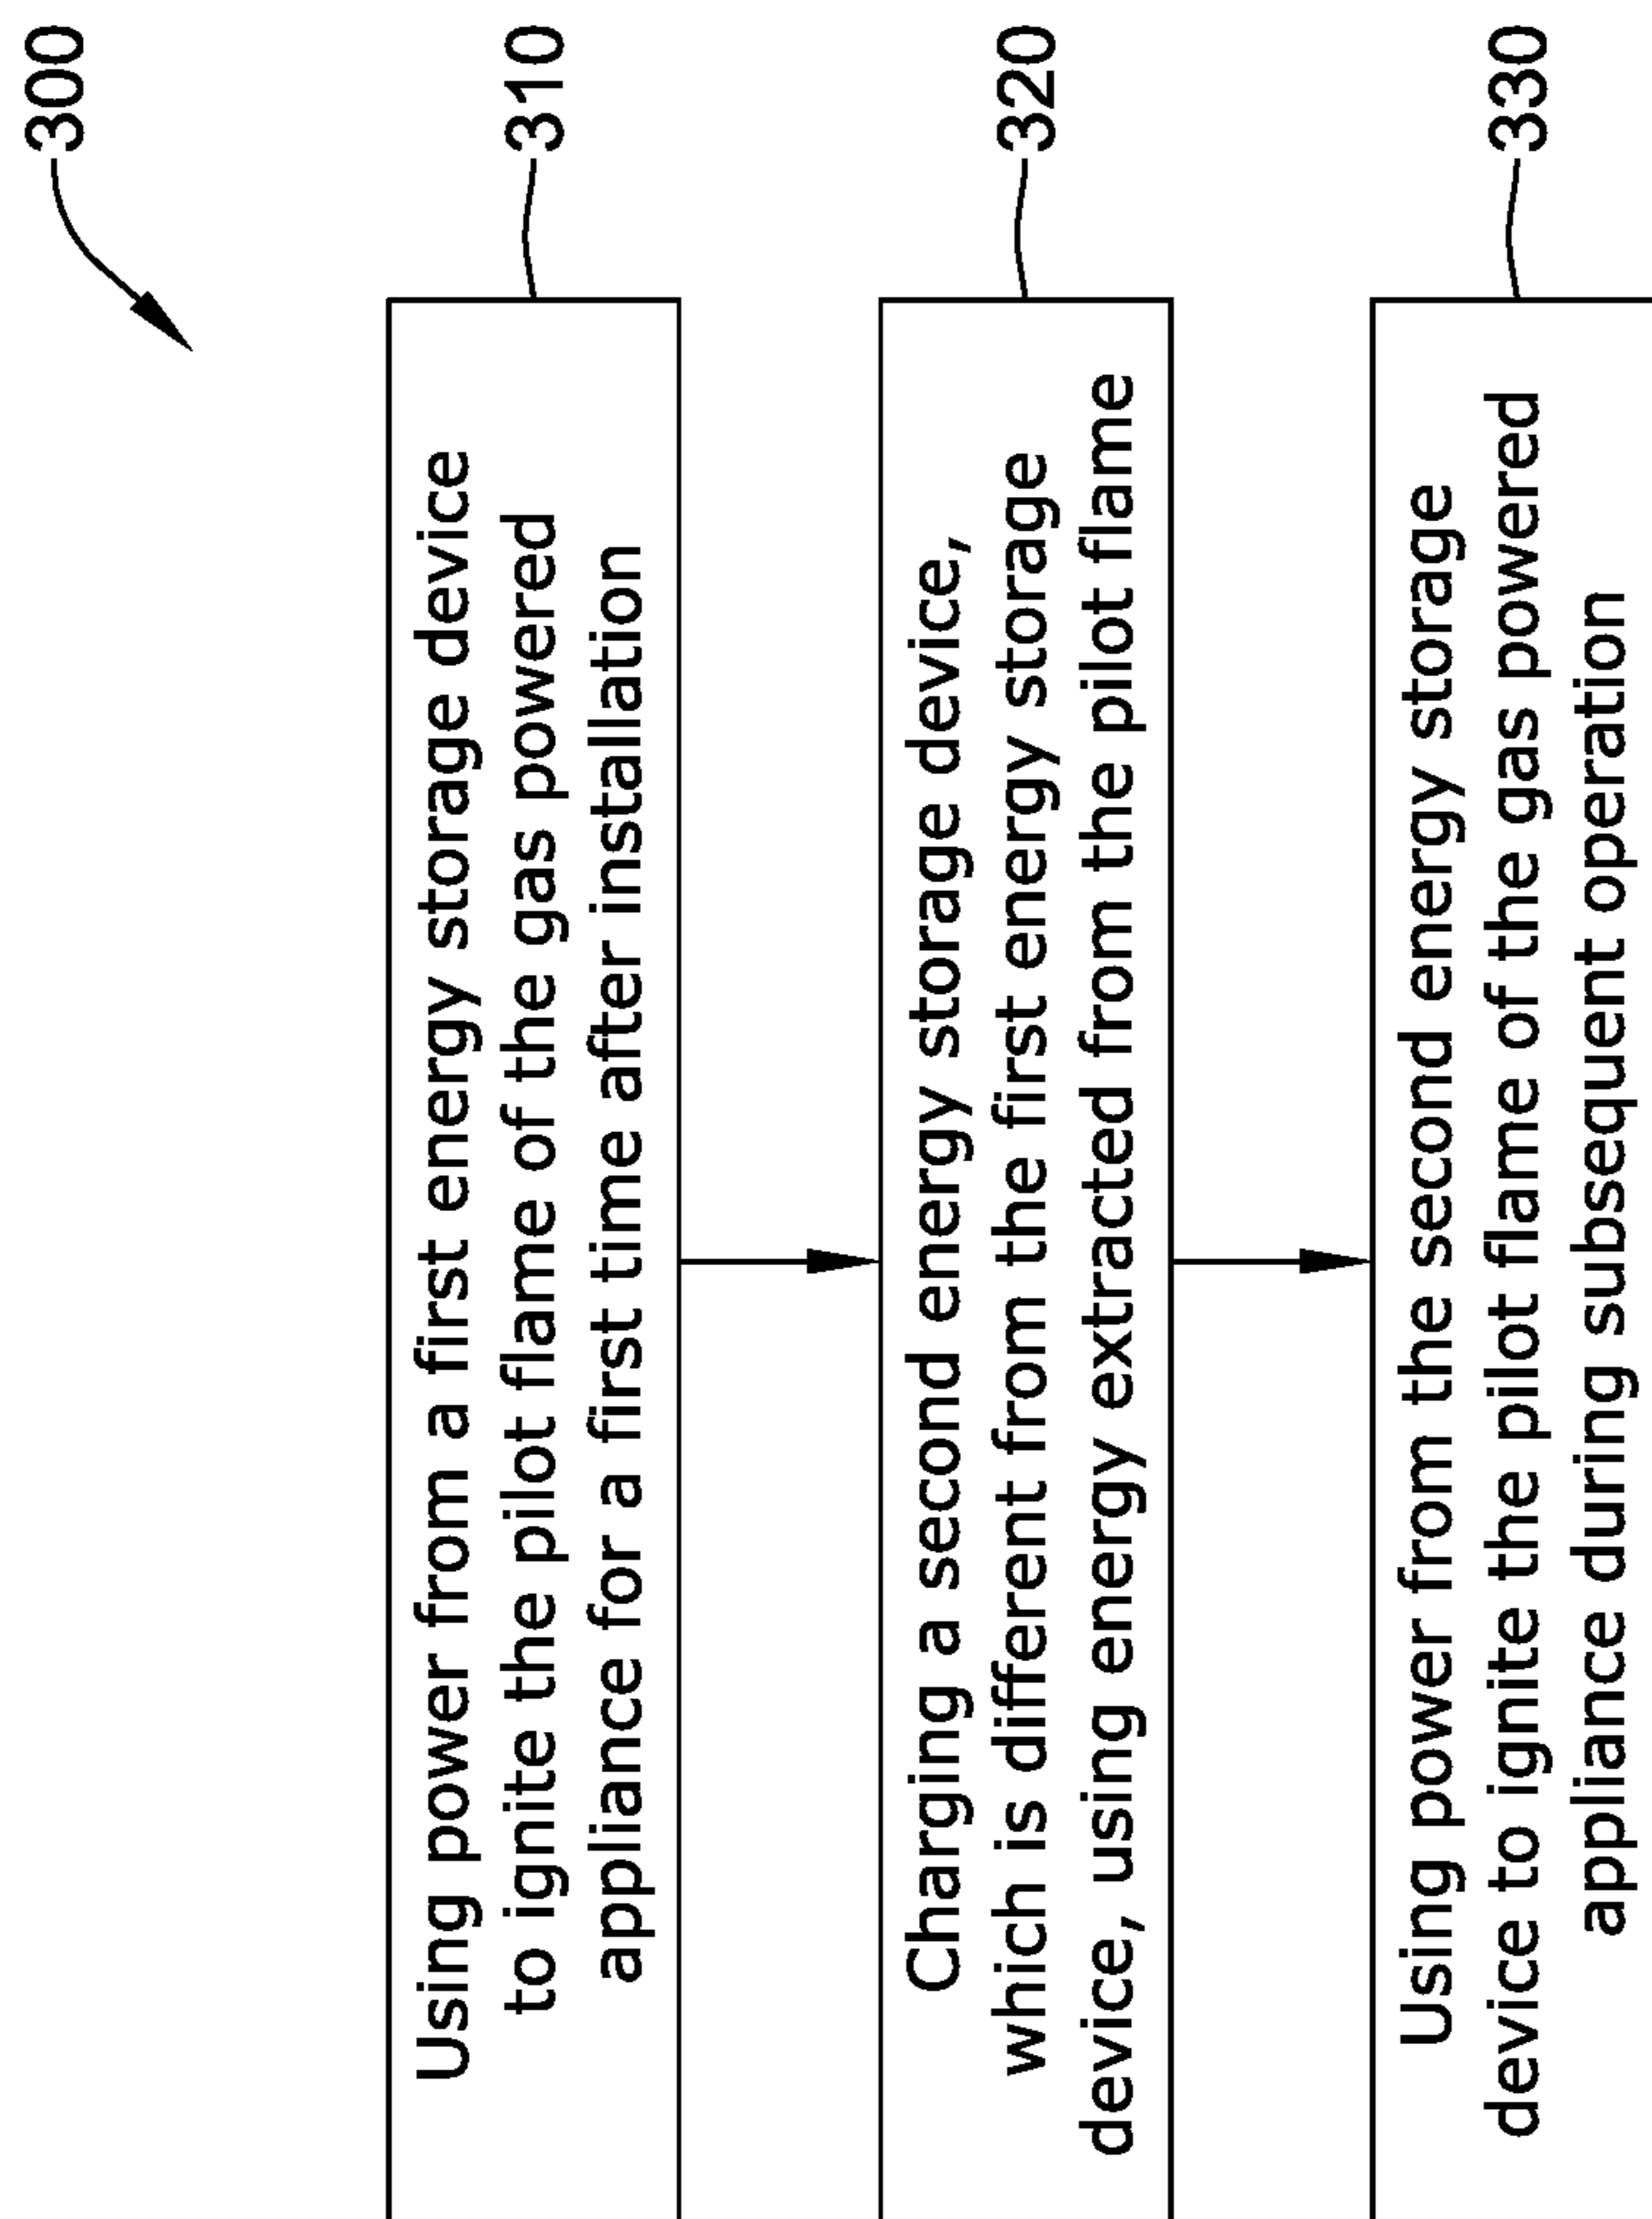 300
310
Using power from a first energy storage device
to ignite the pilot flame of the gas powered
appliance for a first time after installation
320
Charging a second energy storage device,
which is different from the first energy storage
device, using energy extracted from the pilot flame
330
Using power from the second energy storage
device to ignite the pilot flame of the gas powered
appliance during subsequent operation